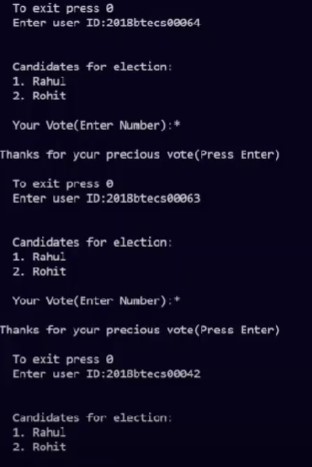 To exit press 0
Enter user ID:2018btecs00064
Candidates for election:
1. Rahul
2. Rohit
Your Vote(Enter Number):*
Thanks for your precious vote(Press Enter)
To exit press 0
Enter user ID:2018btecs00063
Candidates for election:
1. Rahul
2. Rohit
Your Vote(Enter Number):*
Thanks for your precious vote(Press Enter)
To exit press 0
Enter user ID:2018btecs00042
Candidates for election:
1. Rahul
2. Rohit